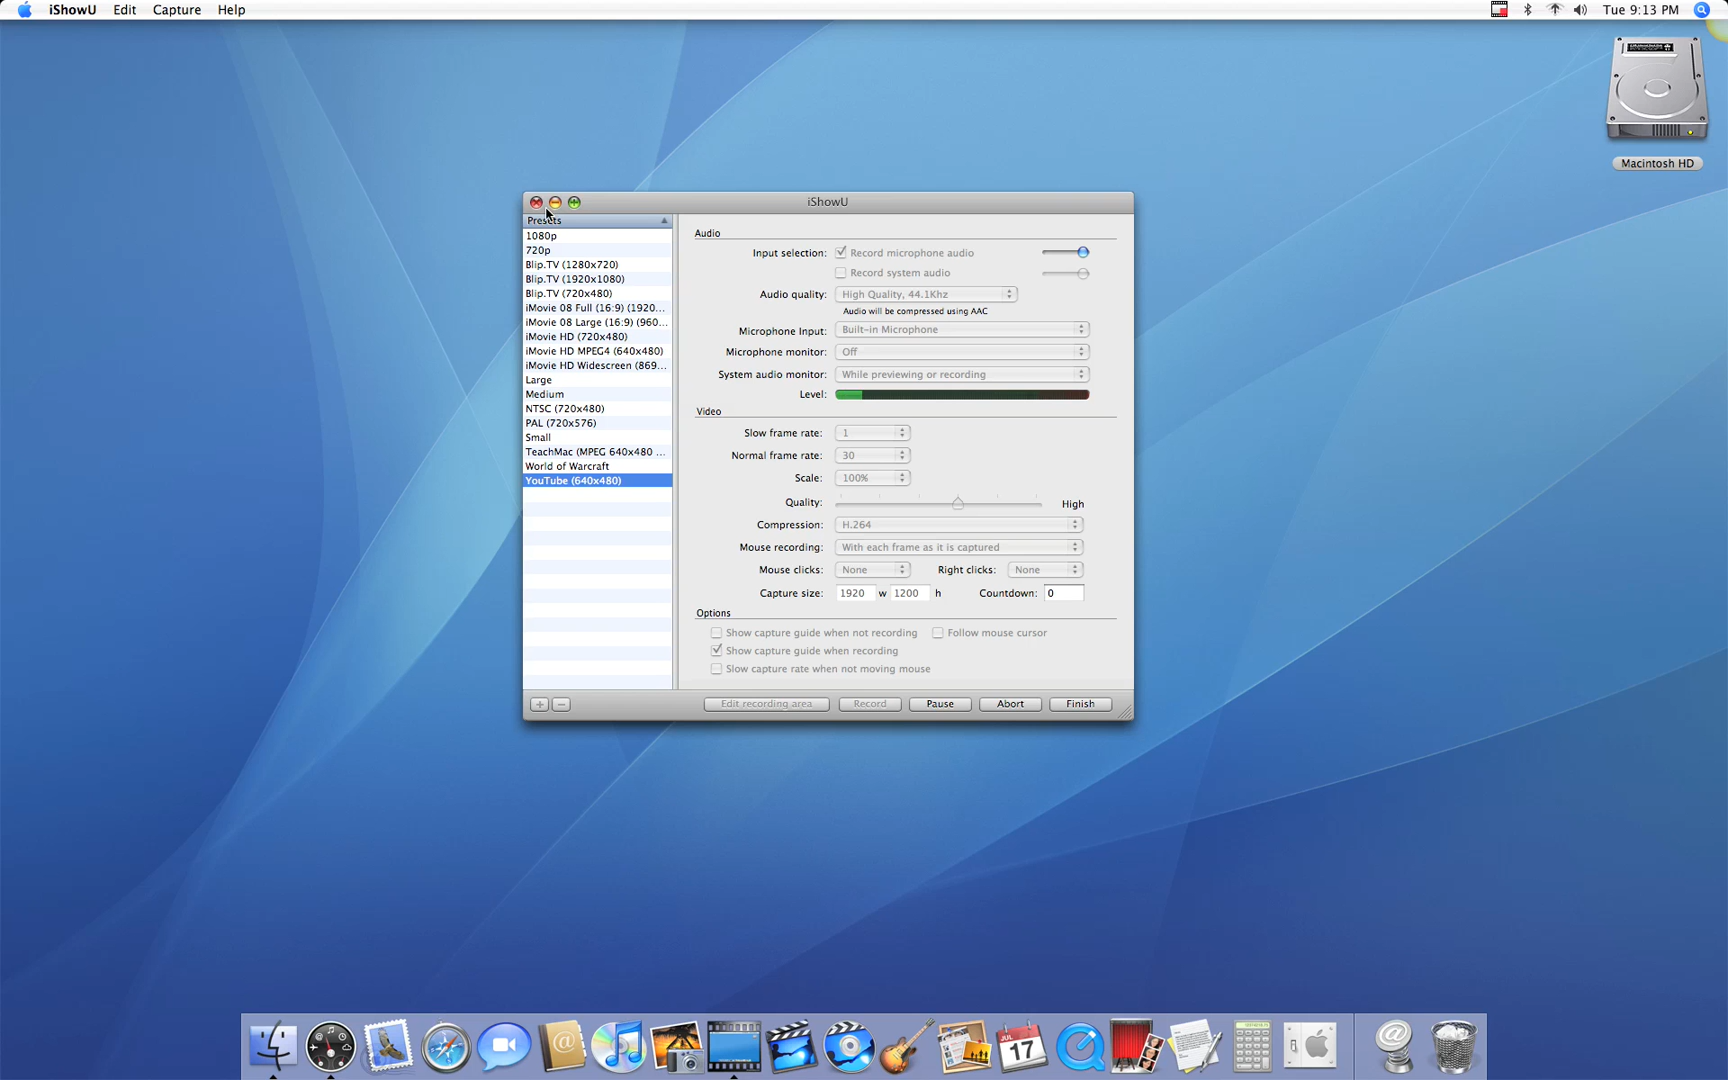 iShowU Edit Capture Help Tue 9:13 PM
Macintosh HD
iShowU
Presets
1080p
720p
Blip.TV (1280x720)
Blip.TV (1920x1080)
Blip.TV (720x480)
iMovie 08 Full (16:9) (1920...
iMovie 08 Large (16:9) (960...
iMovie HD (720x480)
iMovie HD MPEG4 (640x480)
iMovie HD Widescreen (869...
Large
Medium
NTSC (720x480)
PAL (720x576)
Small
TeachMac (MPEG 640x480 ...
World of Warcraft
YouTube (640x480)
Audio
Input selection: Record microphone audio
Record system audio
Audio quality: High Quality, 44.1Khz
Audio will be compressed using AAC
Microphone Input: Built-in Microphone
Microphone monitor: Off
System audio monitor: While previewing or recording
Level:
Video
Slow frame rate: 1
Normal frame rate: 30
Scale: 100%
Quality: High
Compression: H.264
Mouse recording: With each frame as it is captured
Mouse clicks: None Right clicks: None
Capture size: 1920 w 1200 h Countdown: 0
Options
Show capture guide when not recording Follow mouse cursor
Show capture guide when recording
Slow capture rate when not moving mouse
+ − Edit recording area Record Pause Abort Finish
JUL
17